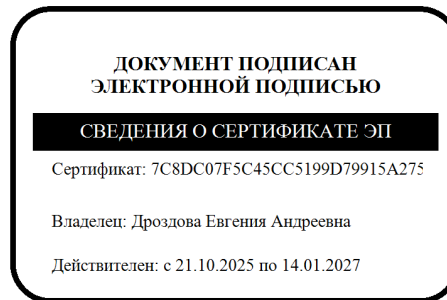 ДОКУМЕНТ ПОДПИСАН
ЭЛЕКТРОННОЙ ПОДПИСЬЮ
СВЕДЕНИЯ О СЕРТИФИКАТЕ ЭП
Сертификат: 7C8DC07F5C45CC5199D79915A275
Владелец: Дроздова Евгения Андреевна
Действителен: с 21.10.2025 по 14.01.2027